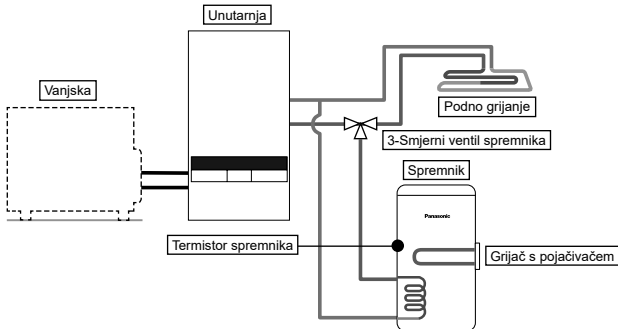 Unutarnja
Vanjska
Podno grijanje
3-Smjerni ventil spremnika
Spremnik
Panasonic
Termistor spremnika
Grijač s pojačivačem